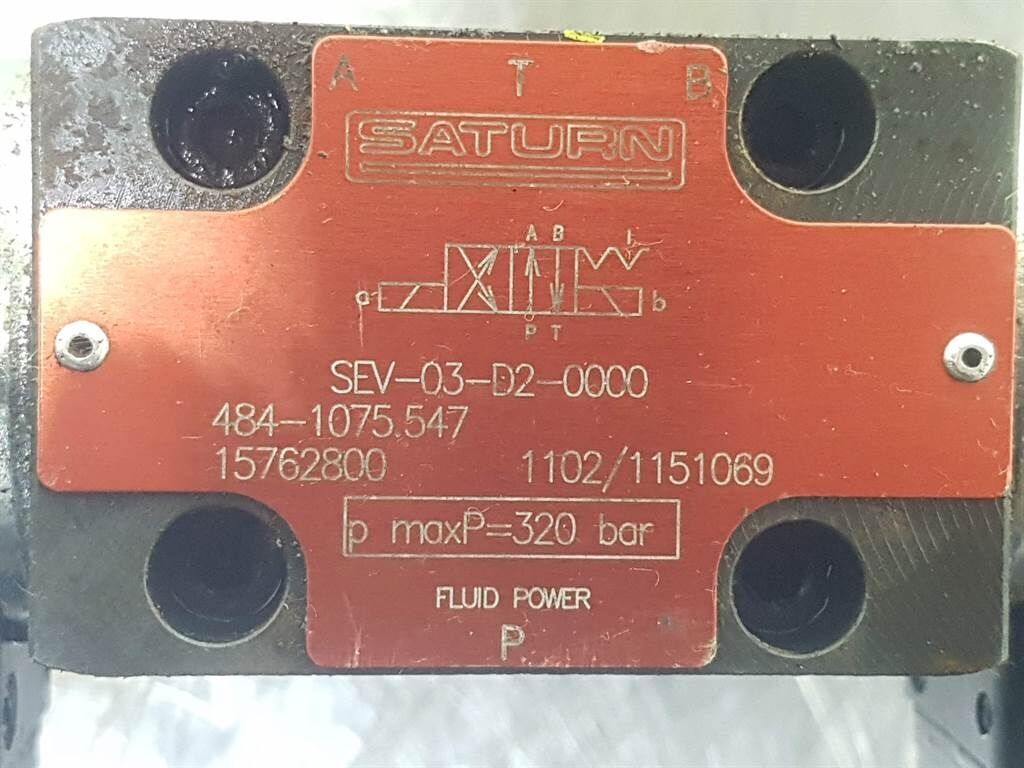 A T B
SATURN
A B
a b
P T
SEV-03-D2-0000
484-1075.547
15762800 1102/1151069
p maxP=320 bar
FLUID POWER
P